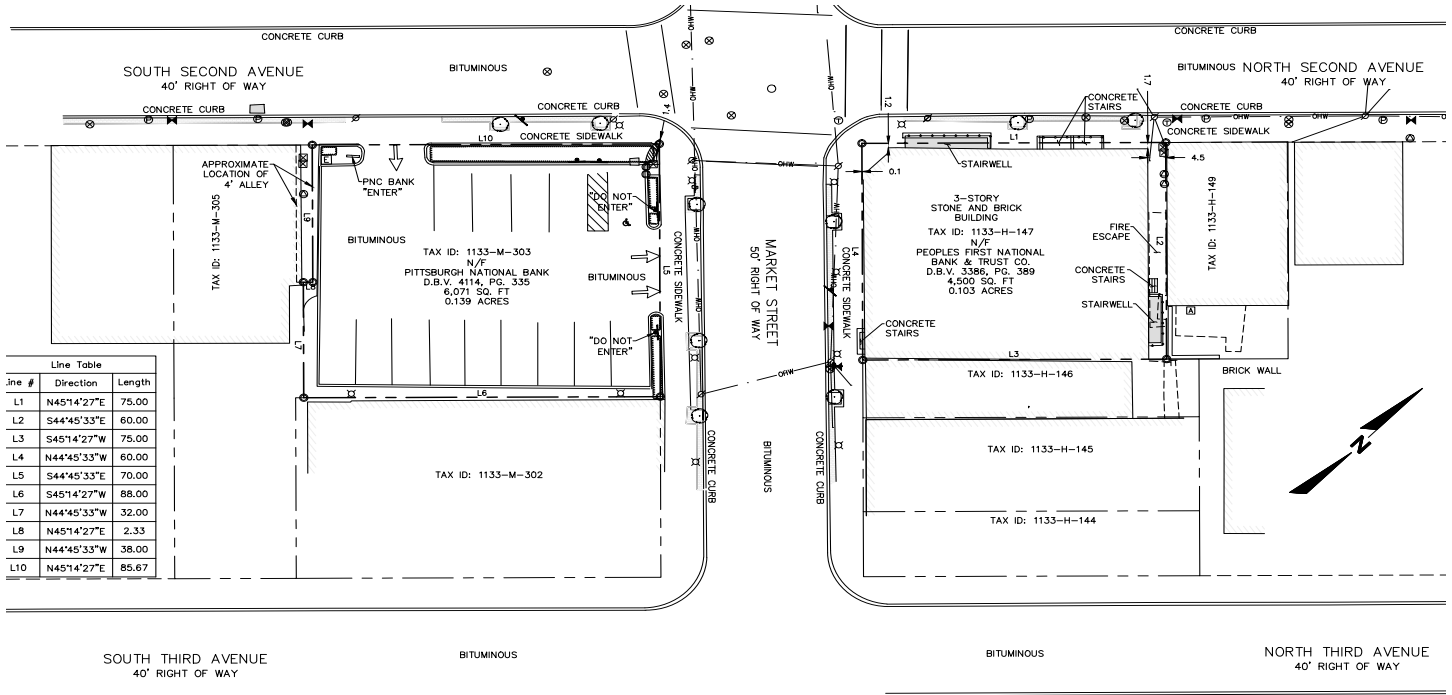 CONCRETE CURB
SOUTH SECOND AVENUE
40' RIGHT OF WAY
BITUMINOUS
CONCRETE CURB
CONCRETE CURB
L10
CONCRETE SIDEWALK
OHW
OHW
1.4
1.2
1.7
CONCRETE CURB
BITUMINOUS
NORTH SECOND AVENUE
40' RIGHT OF WAY
CONCRETE STAIRS
CONCRETE CURB
OHW
OHW
L1
CONCRETE SIDEWALK
STAIRWELL
0.1
4.5
APPROXIMATE
LOCATION OF
4' ALLEY
PNC BANK
"ENTER"
"DO NOT
ENTER"
TAX ID: 1133-M-305
L9
L8
L7
BITUMINOUS
TAX ID: 1133-M-303
N/F
PITTSBURGH NATIONAL BANK
D.B.V. 4114, PG. 335
6,071 SQ. FT
0.139 ACRES
BITUMINOUS
"DO NOT
ENTER"
L6
L5
CONCRETE SIDEWALK
OHW
OHW
OHW
MARKET STREET
50' RIGHT OF WAY
OHW
OHW
CONCRETE SIDEWALK
L4
3-STORY
STONE AND BRICK
BUILDING
TAX ID: 1133-H-147
N/F
PEOPLES FIRST NATIONAL
BANK & TRUST CO.
D.B.V. 3386, PG. 389
4,500 SQ. FT
0.103 ACRES
FIRE
ESCAPE
L2
CONCRETE
STAIRS
STAIRWELL
TAX ID: 1133-H-149
A
CONCRETE
STAIRS
L3
BRICK WALL
TAX ID: 1133-H-146
TAX ID: 1133-H-145
TAX ID: 1133-H-144
TAX ID: 1133-M-302
CONCRETE CURB
BITUMINOUS
CONCRETE CURB
N
Line Table
Line # Direction Length
L1 N45°14'27"E 75.00
L2 S44°45'33"E 60.00
L3 S45°14'27"W 75.00
L4 N44°45'33"W 60.00
L5 S44°45'33"E 70.00
L6 S45°14'27"W 88.00
L7 N44°45'33"W 32.00
L8 N45°14'27"E 2.33
L9 N44°45'33"W 38.00
L10 N45°14'27"E 85.67
SOUTH THIRD AVENUE
40' RIGHT OF WAY
BITUMINOUS
BITUMINOUS
NORTH THIRD AVENUE
40' RIGHT OF WAY